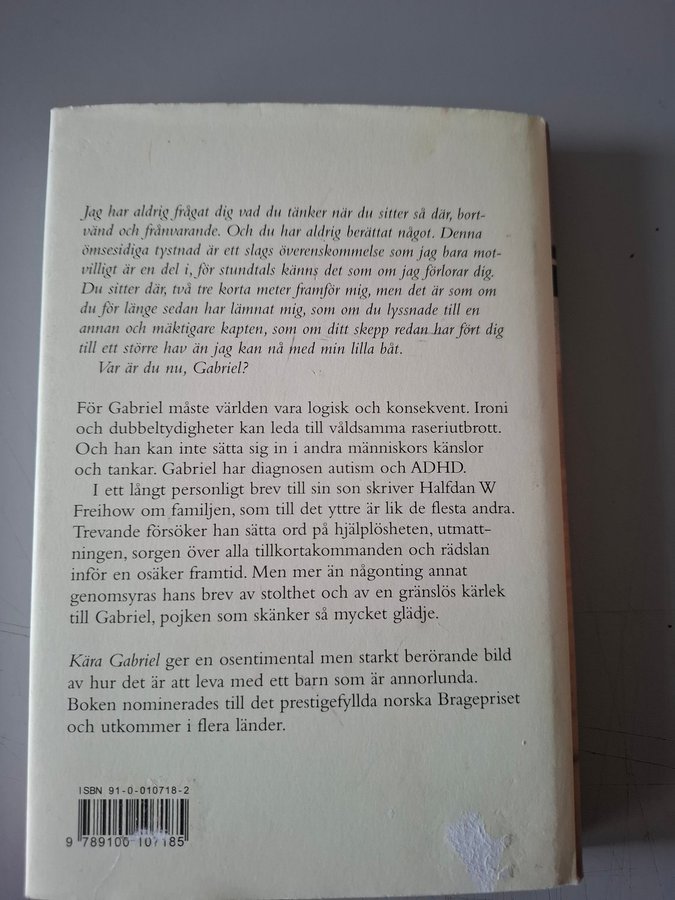 Jag har aldrig frågat dig vad du tänker när du sitter så där, bort-
vänd och frånvarande. Och du har aldrig berättat något. Denna
ömsesidiga tystnad är ett slags överenskommelse som jag bara mot-
villigt är en del i, för stundtals känns det som om jag förlorar dig.
Du sitter där, två tre korta meter framför mig, men det är som om
du för länge sedan har lämnat mig, som om du lyssnade till en
annan och mäktigare kapten, som om ditt skepp redan har fört dig
till ett större hav än jag kan nå med min lilla båt.
Var är du nu, Gabriel?
För Gabriel måste världen vara logisk och konsekvent. Ironi
och dubbeltydigheter kan leda till våldsamma raseriutbrott.
Och han kan inte sätta sig in i andra människors känslor
och tankar. Gabriel har diagnosen autism och ADHD.
I ett långt personligt brev till sin son skriver Halfdan W
Freihow om familjen, som till det yttre är lik de flesta andra.
Trevande försöker han sätta ord på hjälplösheten, utmatt-
ningen, sorgen över alla tillkortakommanden och rädslan
inför en osäker framtid. Men mer än någonting annat
genomsyras hans brev av stolthet och av en gränslös kärlek
till Gabriel, pojken som skänker så mycket glädje.
Kära Gabriel ger en osentimental men starkt berörande bild
av hur det är att leva med ett barn som är annorlunda.
Boken nominerades till det prestigefyllda norska Bragepriset
och utkommer i flera länder.
ISBN 91-0-010718-2
9 789100 107185